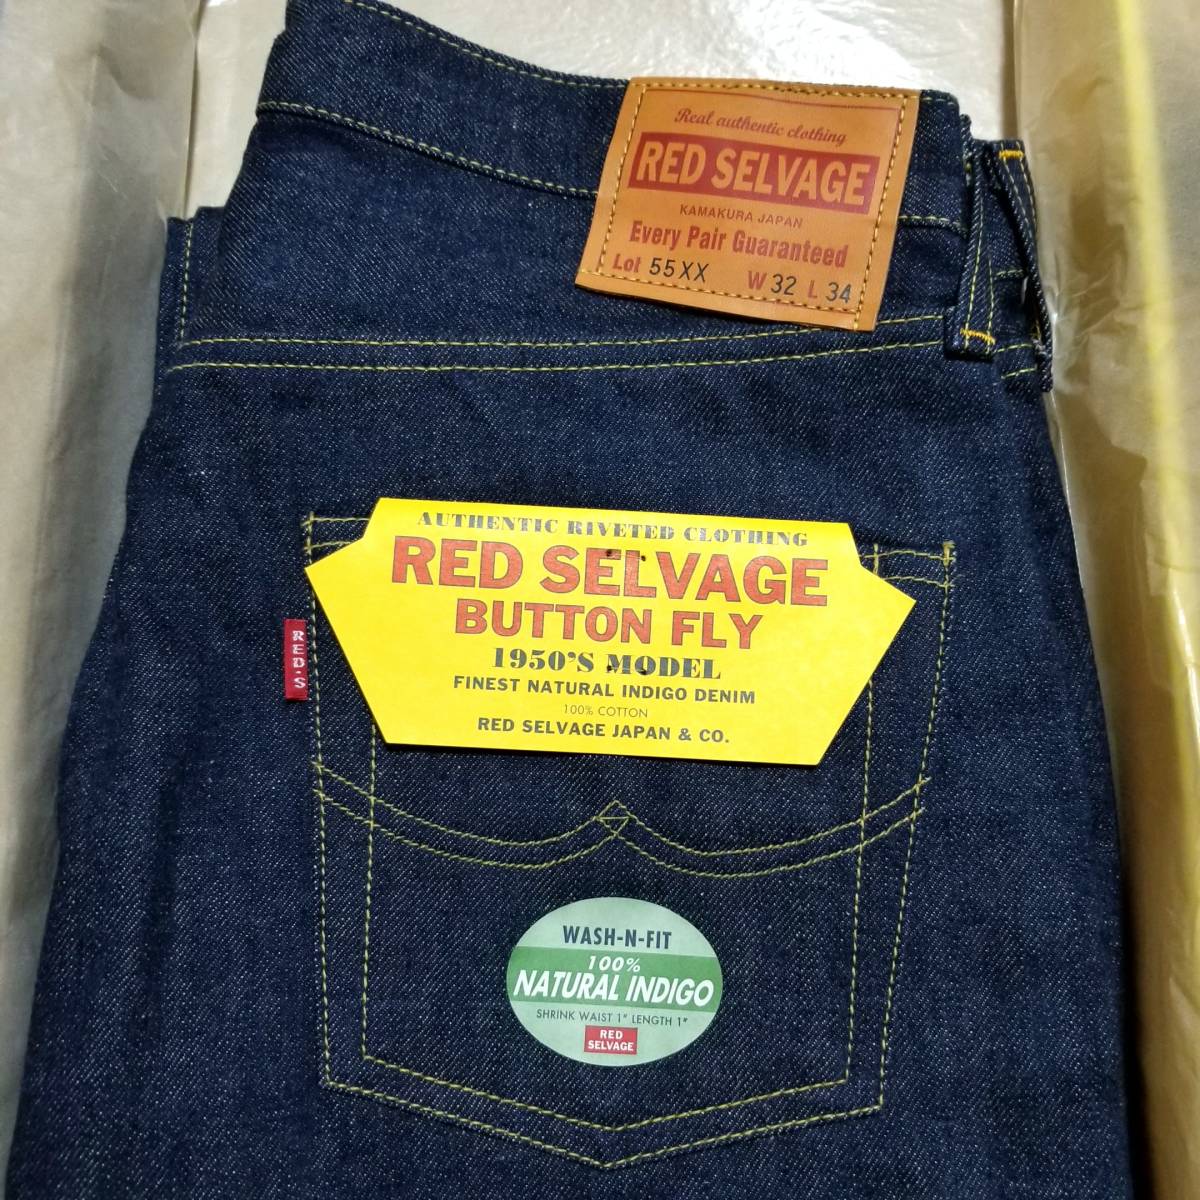 Real authentic clothing
RED SELVAGE
KAMAKURA JAPAN
Every Pair Guaranteed
Lot 55XX W 32 L 34
AUTHENTIC RIVETED CLOTHING
RED SELVAGE
BUTTON FLY
1950'S MODEL
FINEST NATURAL INDIGO DENIM
100% COTTON
RED SELVAGE JAPAN & CO.
RED.S
WASH-N-FIT
100%
NATURAL INDIGO
SHRINK WAIST 1" LENGTH 1"
RED
SELVAGE